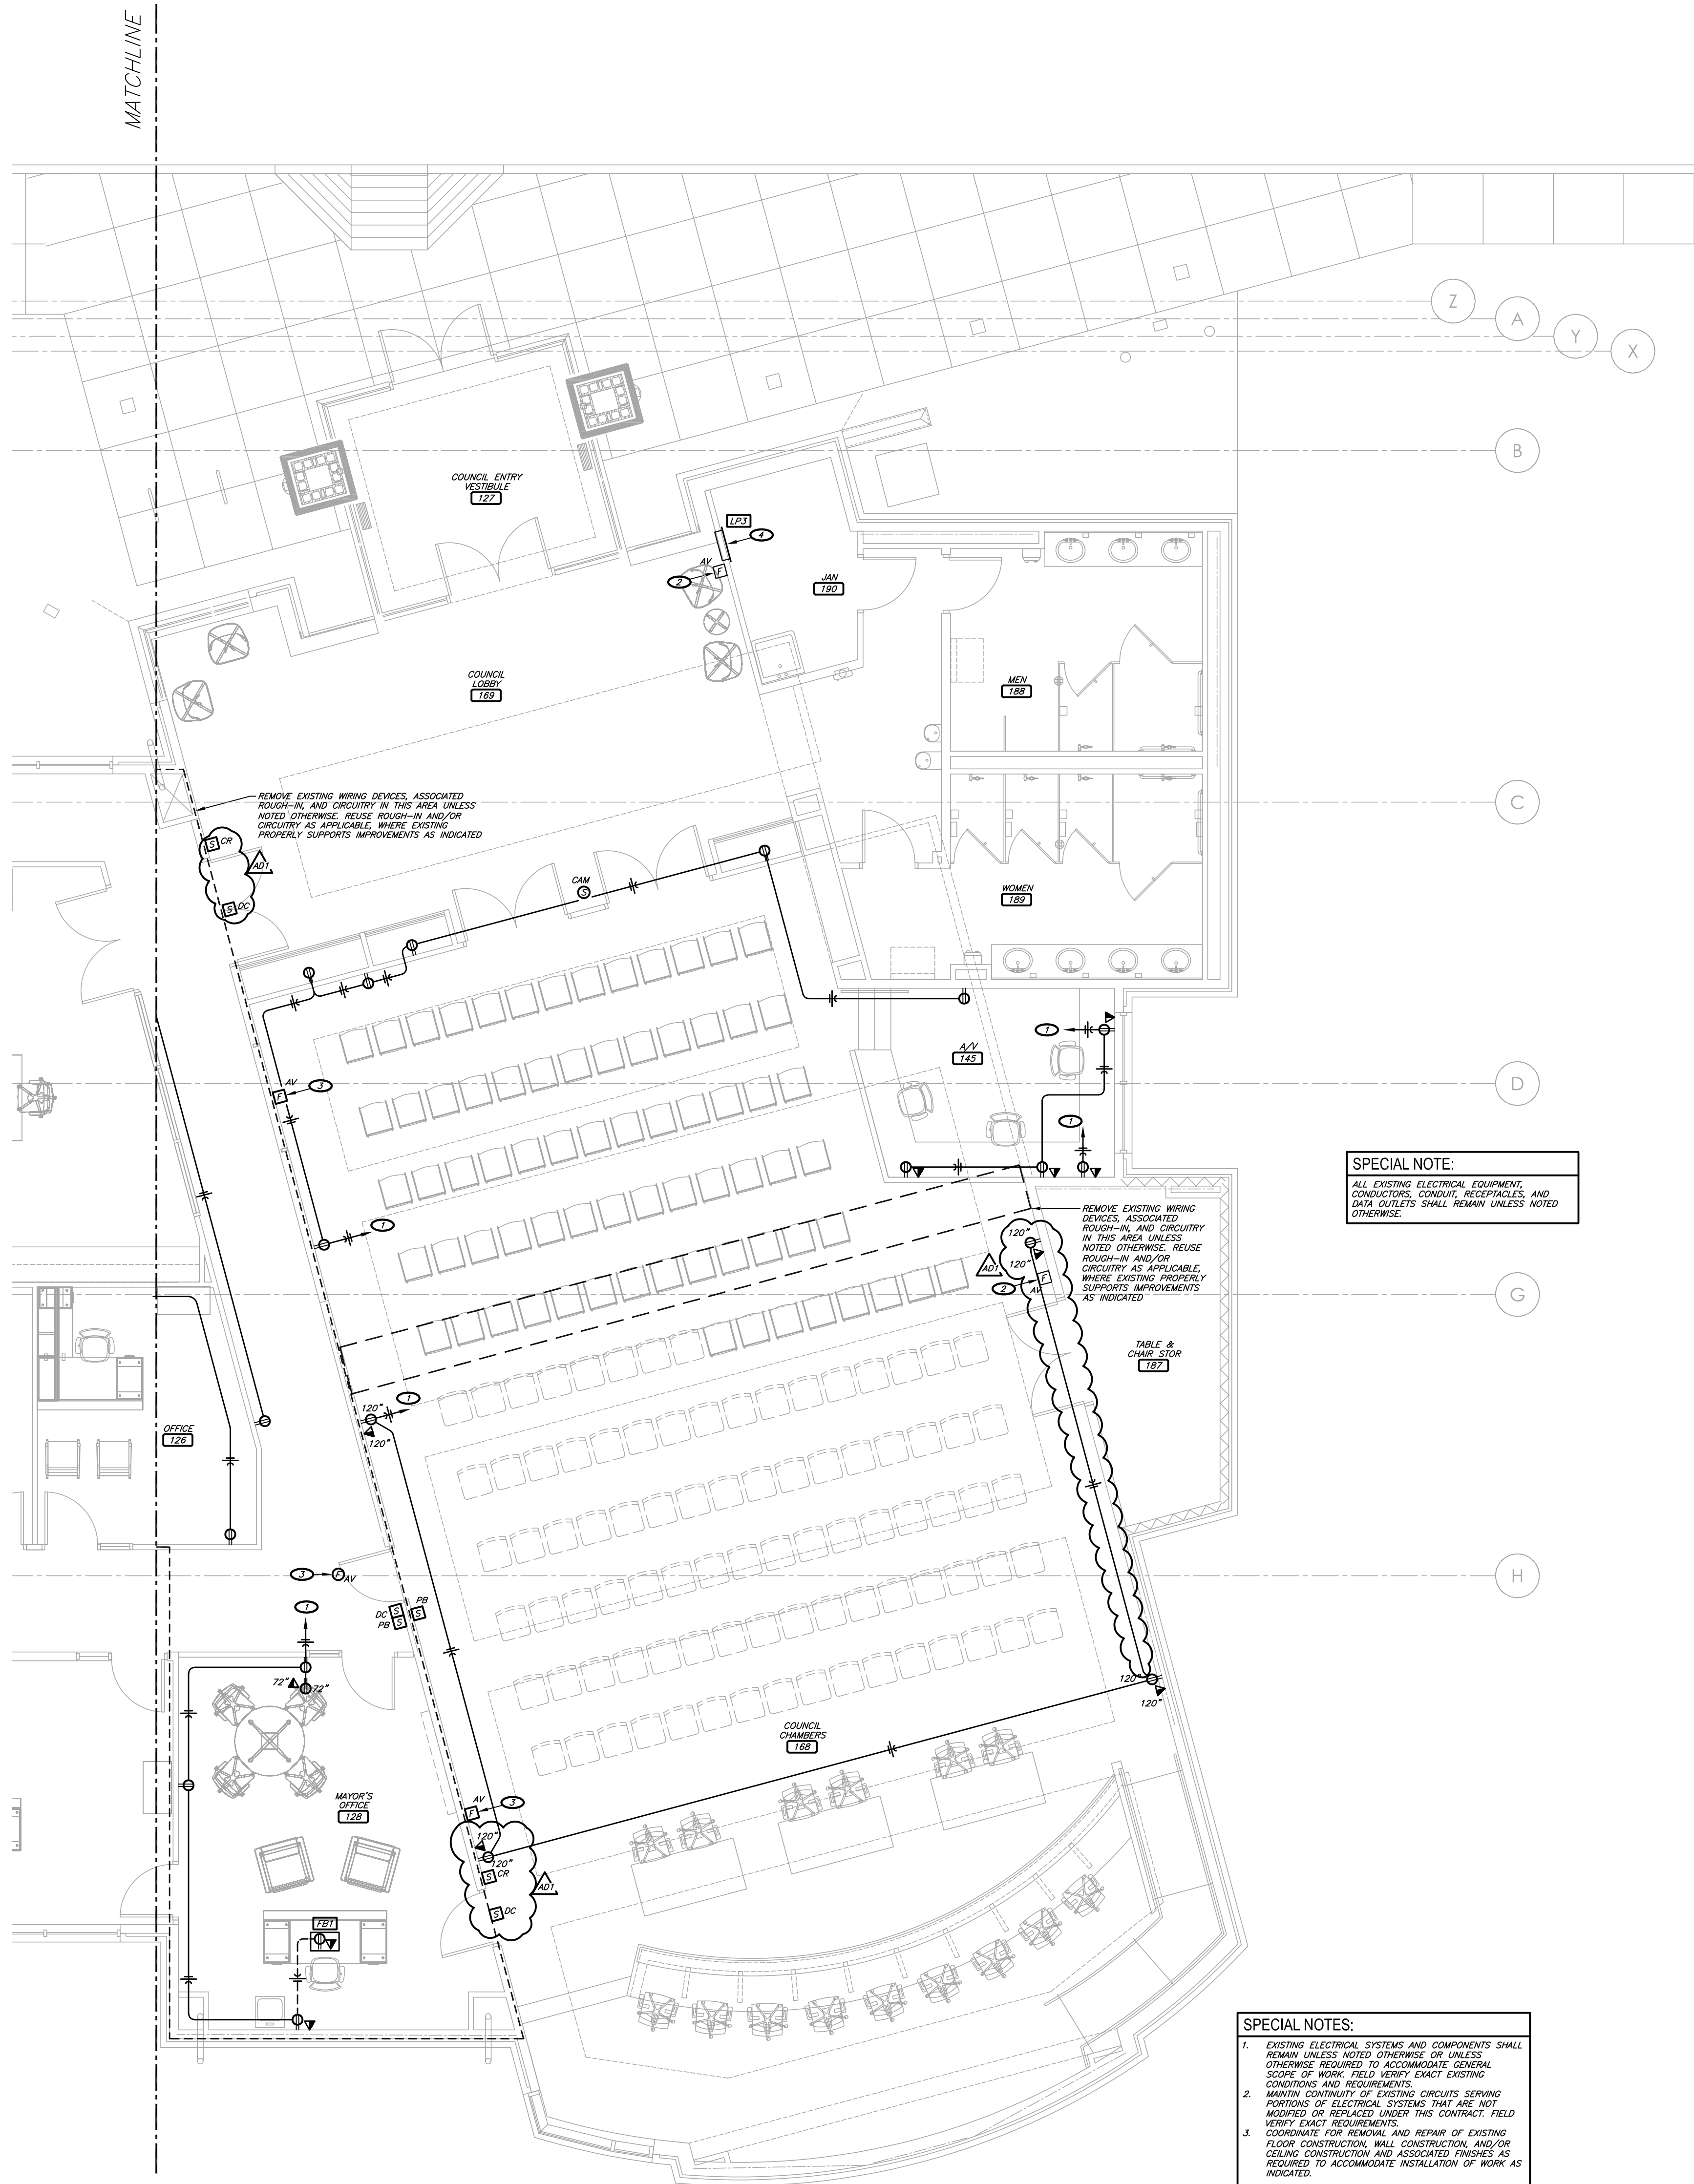 MATCHLINE
Z
A
Y
X
B
COUNCIL ENTRY
VESTIBULE
127
LP3
4
AV
F
2
JAN
190
COUNCIL
LOBBY
169
MEN
188
REMOVE EXISTING WIRING DEVICES, ASSOCIATED
ROUGH-IN, AND CIRCUITRY IN THIS AREA UNLESS
NOTED OTHERWISE. REUSE ROUGH-IN AND/OR
CIRCUITRY AS APPLICABLE, WHERE EXISTING
PROPERLY SUPPORTS IMPROVEMENTS AS INDICATED
C
S CR
AD1
S DC
CAM
S
WOMEN
189
1
A/V
145
AV
F
3
D
1
SPECIAL NOTE:
ALL EXISTING ELECTRICAL EQUIPMENT,
CONDUCTORS, CONDUIT, RECEPTACLES, AND
DATA OUTLETS SHALL REMAIN UNLESS NOTED
OTHERWISE.
1
REMOVE EXISTING WIRING
DEVICES, ASSOCIATED
ROUGH-IN, AND CIRCUITRY
IN THIS AREA UNLESS
NOTED OTHERWISE. REUSE
ROUGH-IN AND/OR
CIRCUITRY AS APPLICABLE,
WHERE EXISTING PROPERLY
SUPPORTS IMPROVEMENTS
AS INDICATED
120"
120"
AD1
F
2
AV
G
TABLE &
CHAIR STOR
187
1
120"
120"
OFFICE
126
3
F AV
H
1
DC S
PB S
PB
S
72"
72"
120"
120"
COUNCIL
CHAMBERS
168
MAYOR'S
OFFICE
128
AV
F
3
120"
120"
S CR
AD1
S DC
FB1
SPECIAL NOTES:
1. EXISTING ELECTRICAL SYSTEMS AND COMPONENTS SHALL
REMAIN UNLESS NOTED OTHERWISE OR UNLESS
OTHERWISE REQUIRED TO ACCOMMODATE GENERAL
SCOPE OF WORK. FIELD VERIFY EXACT EXISTING
CONDITIONS AND REQUIREMENTS.
2. MAINTIN CONTINUITY OF EXISTING CIRCUITS SERVING
PORTIONS OF ELECTRICAL SYSTEMS THAT ARE NOT
MODIFIED OR REPLACED UNDER THIS CONTRACT. FIELD
VERIFY EXACT REQUIREMENTS.
3. COORDINATE FOR REMOVAL AND REPAIR OF EXISTING
FLOOR CONSTRUCTION, WALL CONSTRUCTION, AND/OR
CEILING CONSTRUCTION AND ASSOCIATED FINISHES AS
REQUIRED TO ACCOMMODATE INSTALLATION OF WORK AS
INDICATED.